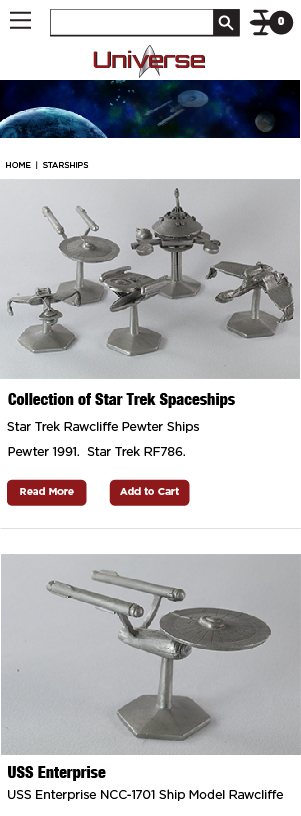 0
Universe
HOME | STARSHIPS
Collection of Star Trek Spaceships
Star Trek Rawcliffe Pewter Ships
Pewter 1991. Star Trek RF786.
Read More Add to Cart
USS Enterprise
USS Enterprise NCC-1701 Ship Model Rawcliffe